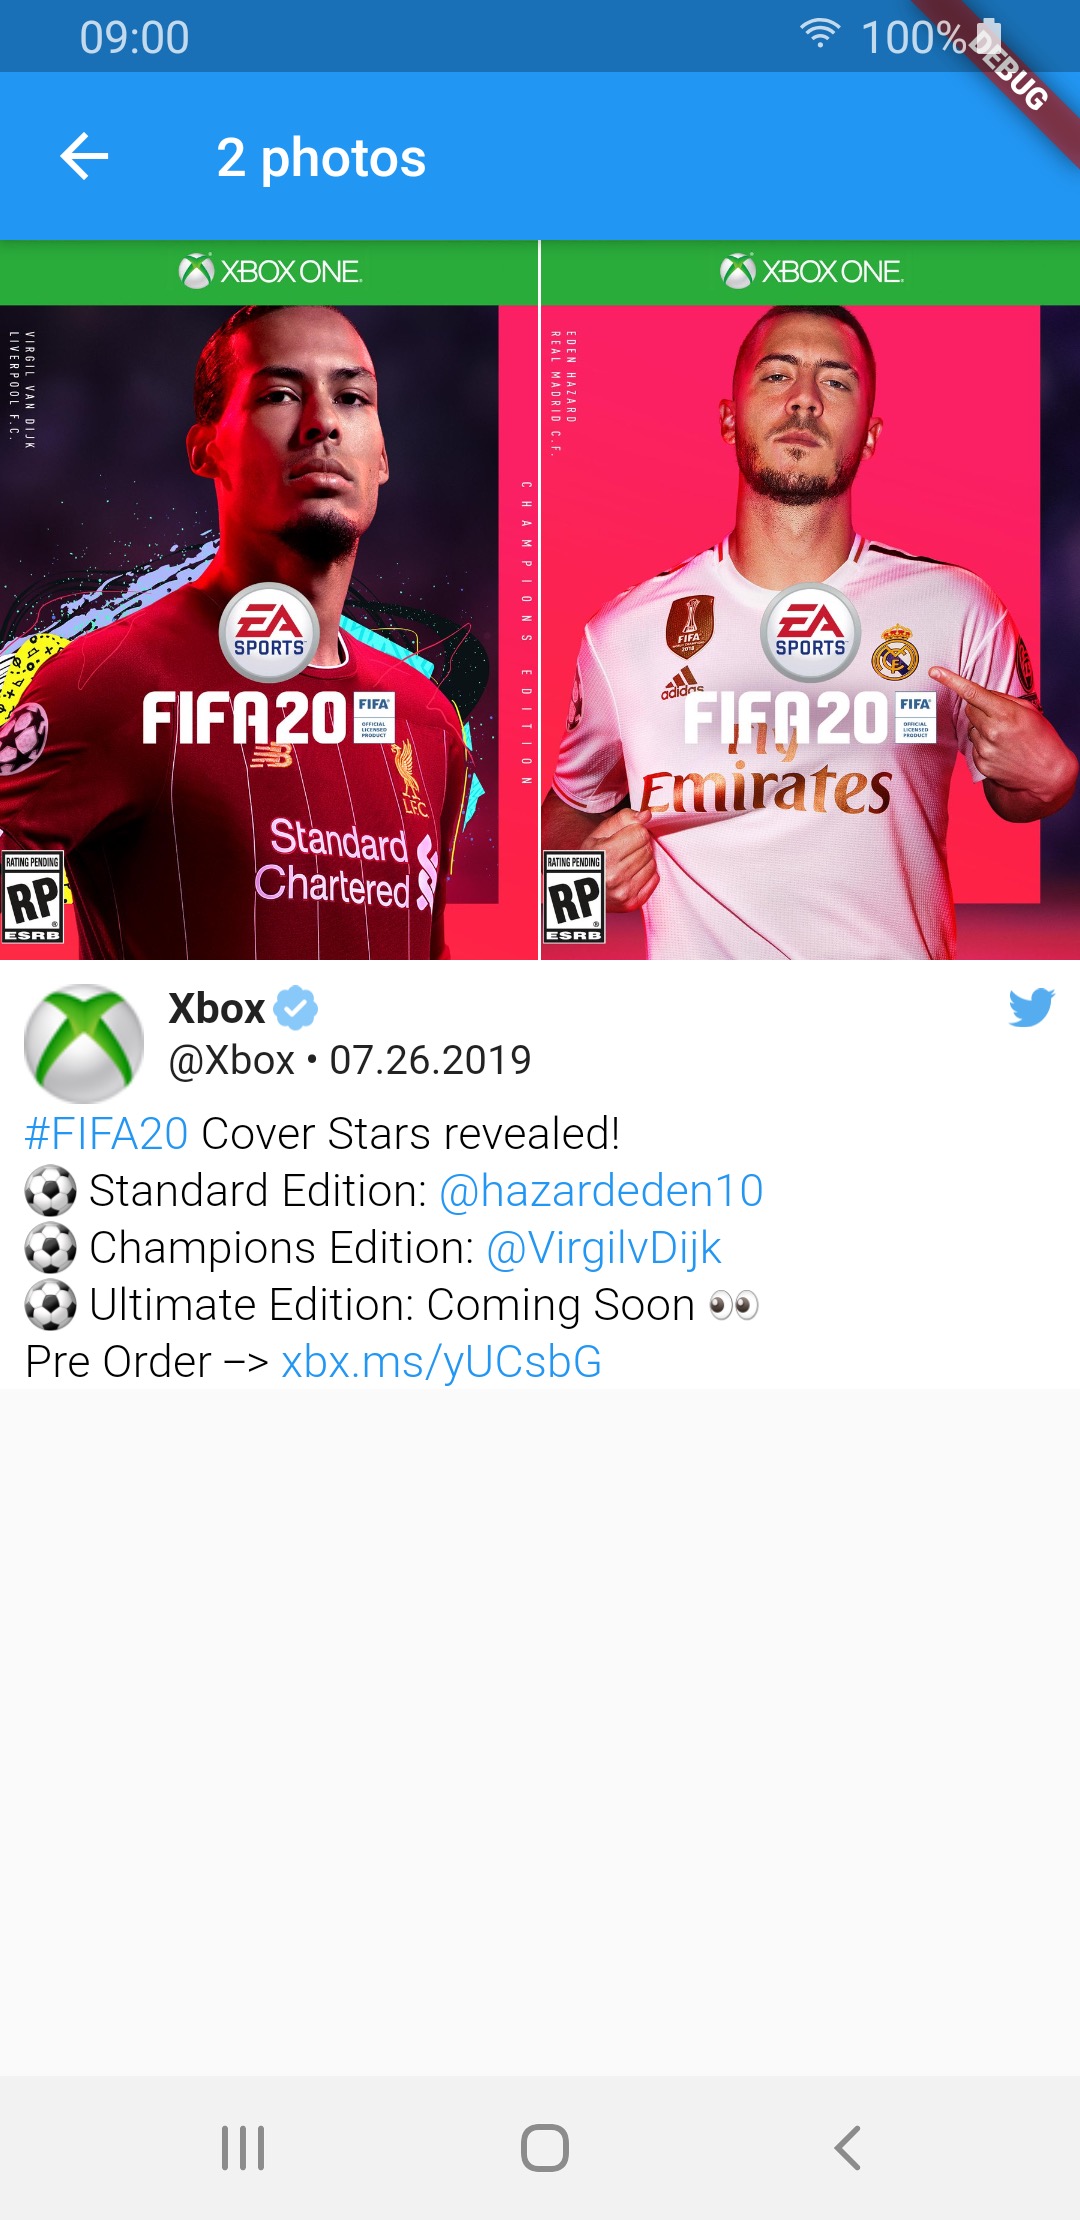 09:00
100%
DEBUG
2 photos
XBOX ONE.
VIRGIL VAN DIJK
LIVERPOOL F.C.
CHAMPIONS EDITION
EA
SPORTS
FIFA20
FIFA
OFFICIAL
LICENSED
PRODUCT
LFC
Standard
Chartered
RATING PENDING
RP
ESRB
XBOX ONE.
EDEN HAZARD
REAL MADRID C.F.
FIFA
2018
adidas
EA
SPORTS
FIFA20
FIFA
OFFICIAL
LICENSED
PRODUCT
Fly
Emirates
RATING PENDING
RP
ESRB
Xbox
@Xbox • 07.26.2019
#FIFA20 Cover Stars revealed!
⚽ Standard Edition: @hazardeden10
⚽ Champions Edition: @VirgilvDijk
⚽ Ultimate Edition: Coming Soon 👀
Pre Order –> xbx.ms/yUCsbG